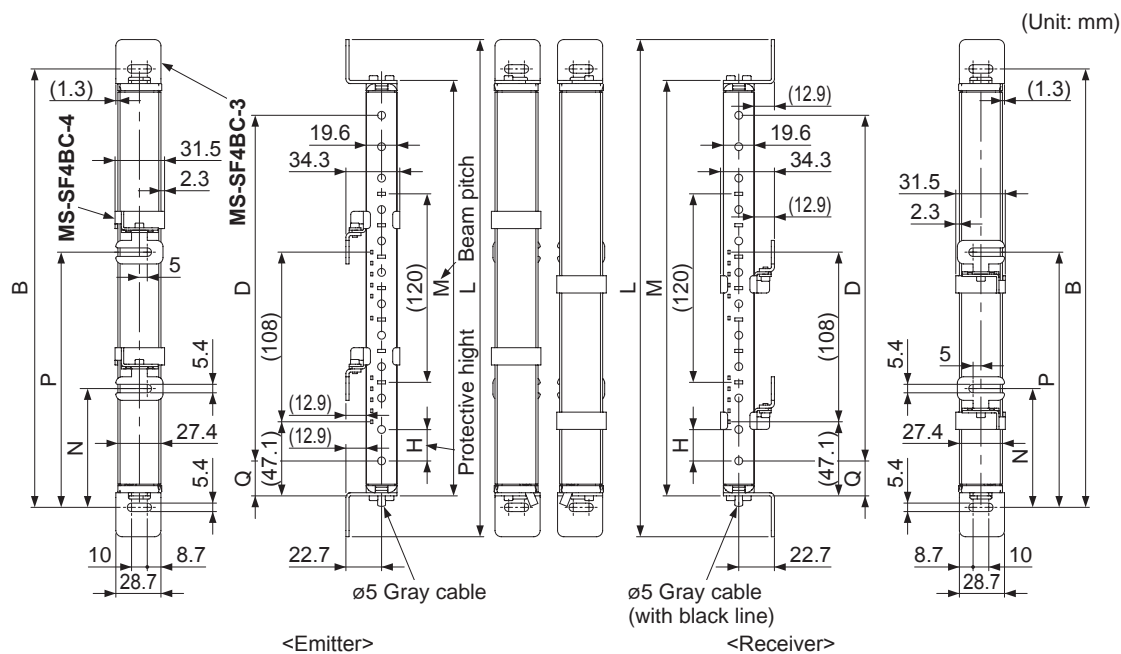 (Unit: mm)
(1.3)
MS-SF4BC-4
MS-SF4BC-3
31.5
2.3
B
5
P
5.4
N
27.4
5.4
10
8.7
28.7
19.6
34.3
D
(108)
(120)
M
L
Beam pitch
Protective hight
(12.9)
(12.9)
H
Q
(47.1)
22.7
ø5 Gray cable
<Emitter>
L
M
(12.9)
19.6
34.3
(12.9)
(120)
(108)
D
H
(47.1)
Q
22.7
ø5 Gray cable
(with black line)
<Receiver>
(1.3)
31.5
2.3
B
5
5.4
P
27.4
N
5.4
8.7
10
28.7